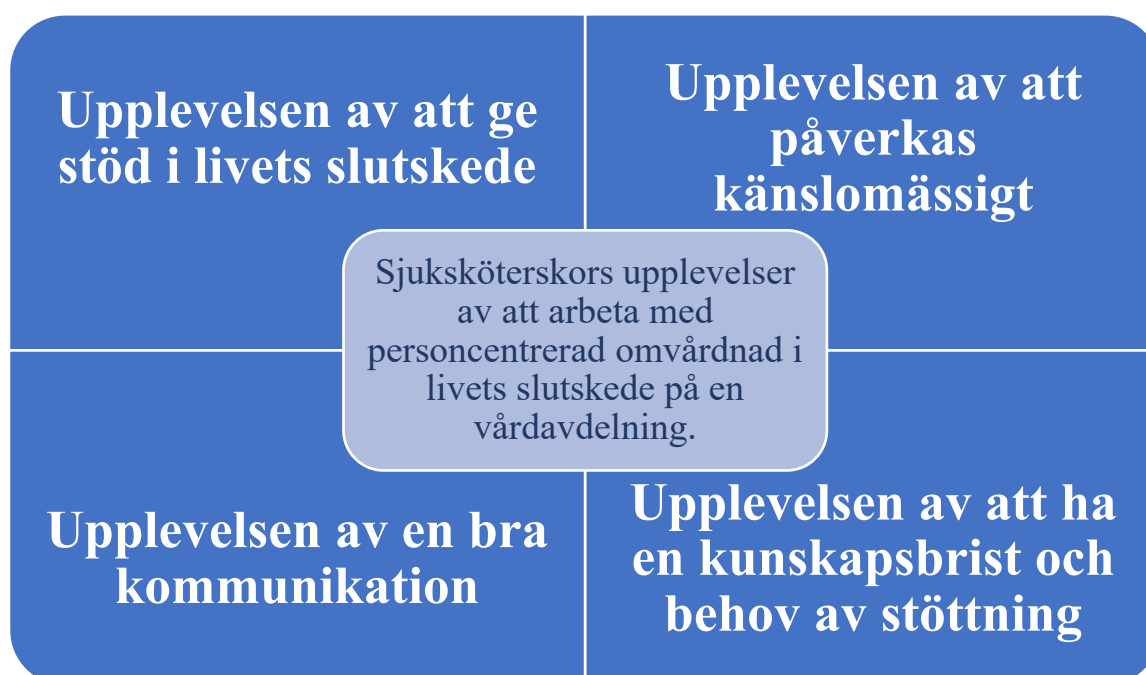 Upplevelsen av att ge
stöd i livets slutskede
Upplevelsen av att
påverkas
känslomässigt
Sjuksköterskors upplevelser
av att arbeta med
personcentrerad omvårdnad i
livets slutskede på en
vårdavdelning.
Upplevelsen av en bra
kommunikation
Upplevelsen av att ha
en kunskapsbrist och
behov av stöttning